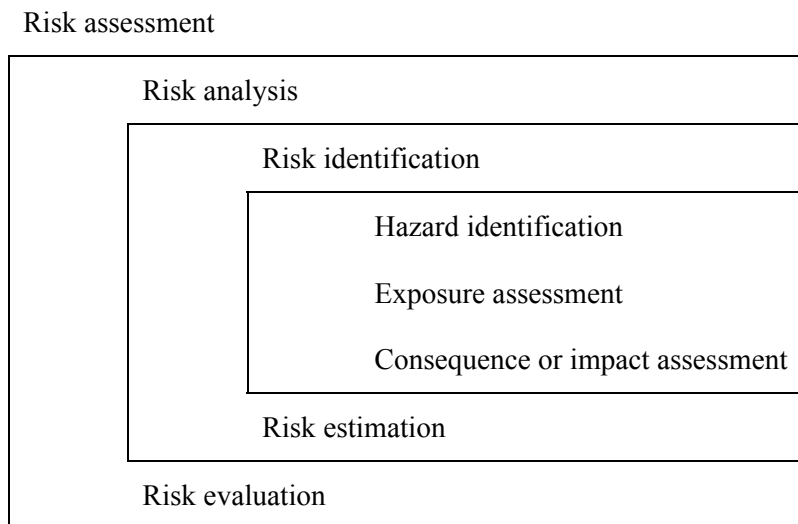 Risk assessment
Risk analysis
Risk identification
Hazard identification
Exposure assessment
Consequence or impact assessment
Risk estimation
Risk evaluation